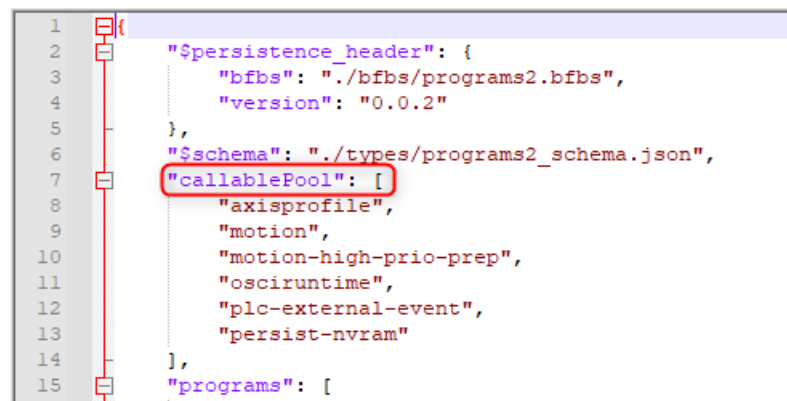 1 {
2 "$persistence_header": {
3 "bfbs": "./bfbs/programs2.bfbs",
4 "version": "0.0.2"
5 },
6 "$schema": "./types/programs2_schema.json",
7 "callablePool": [
8 "axisprofile",
9 "motion",
10 "motion-high-prio-prep",
11 "osciruntime",
12 "plc-external-event",
13 "persist-nvram"
14 ],
15 "programs": [